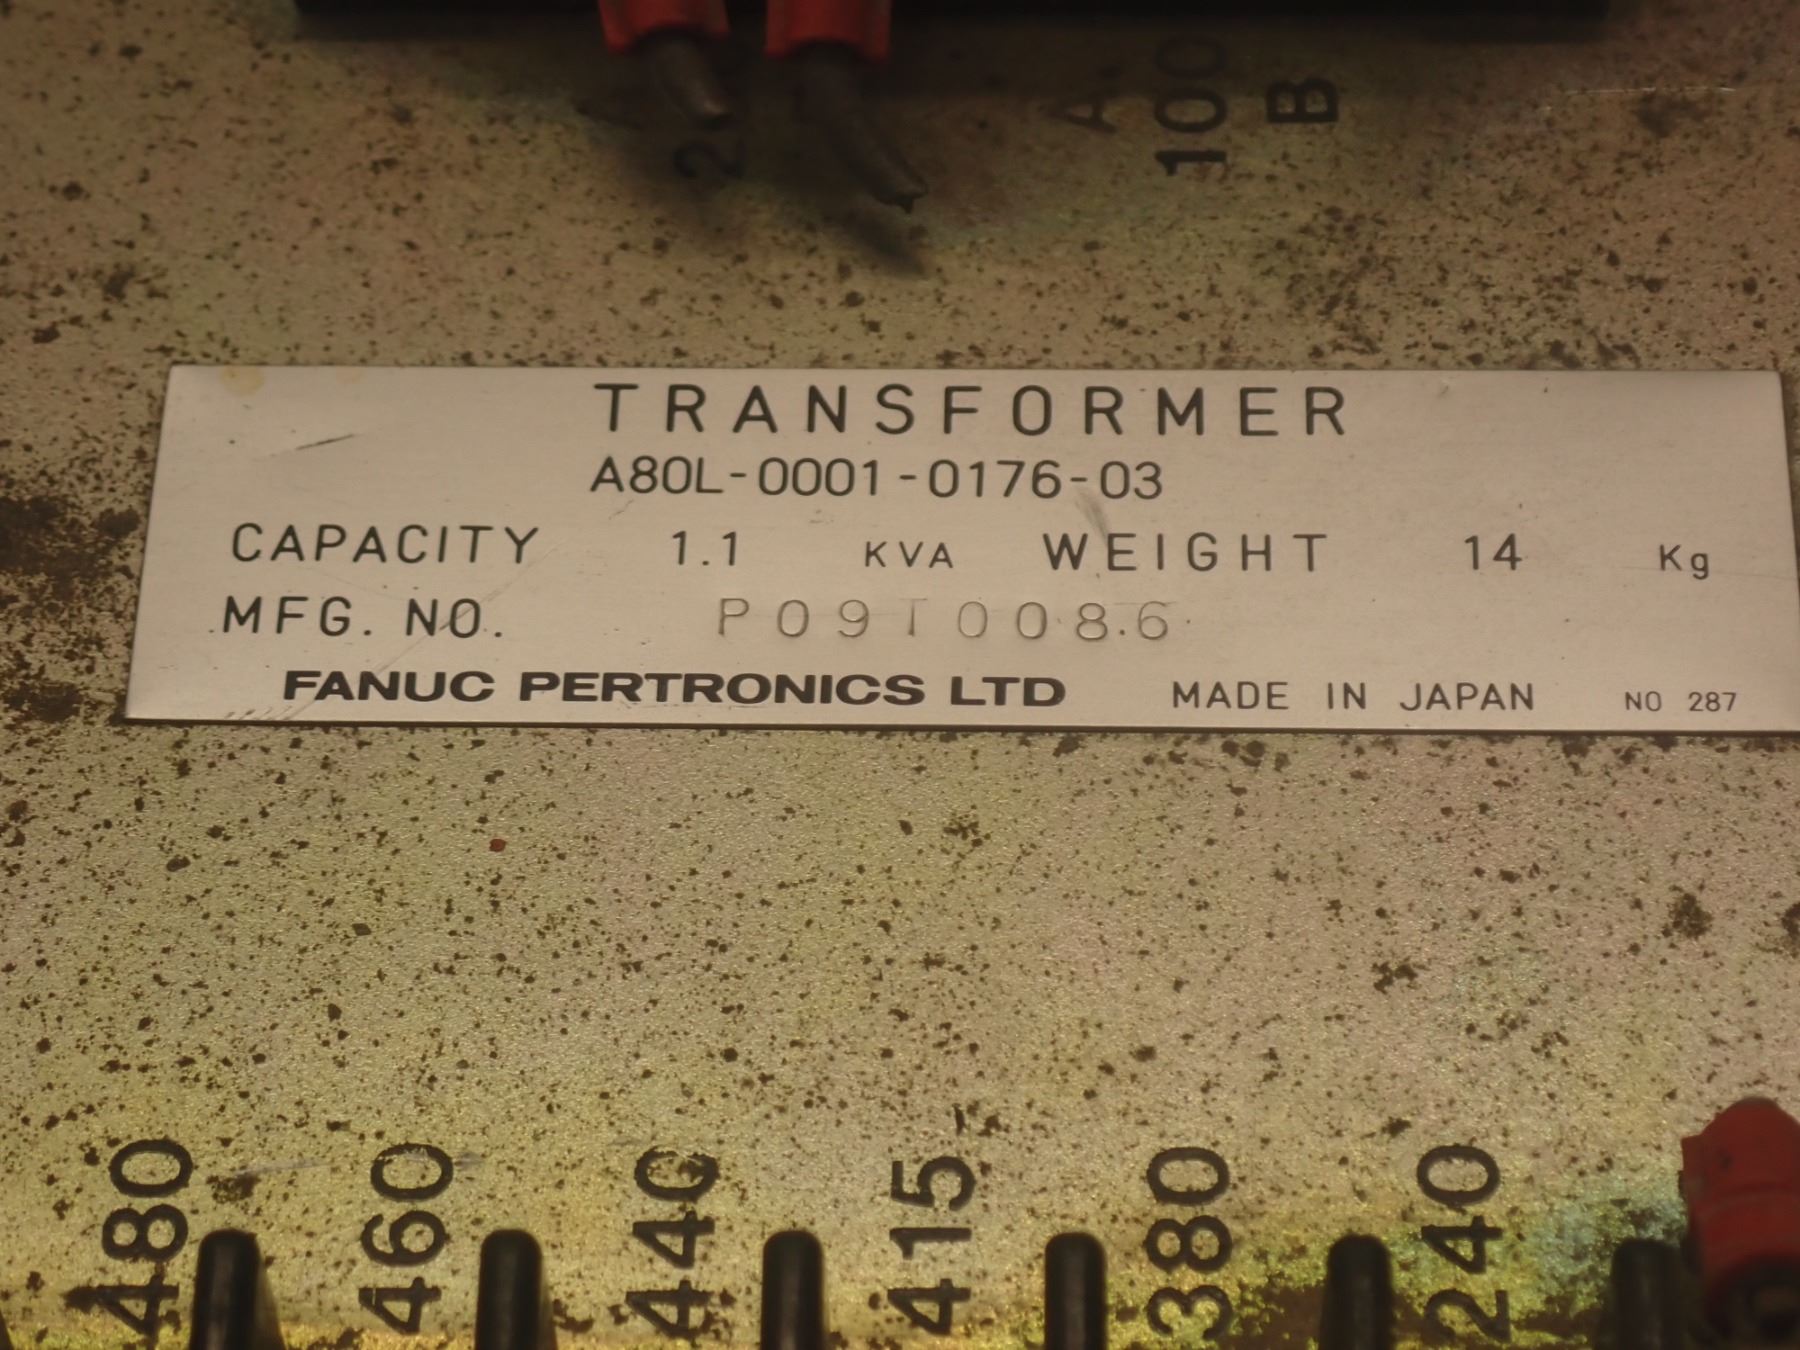 A
100
B
TRANSFORMER
A80L-0001-0176-03
CAPACITY 1.1 KVA WEIGHT 14 Kg
MFG. NO. P09T0086
FANUC PERTRONICS LTD MADE IN JAPAN NO 287
480
460
440
415
380
240